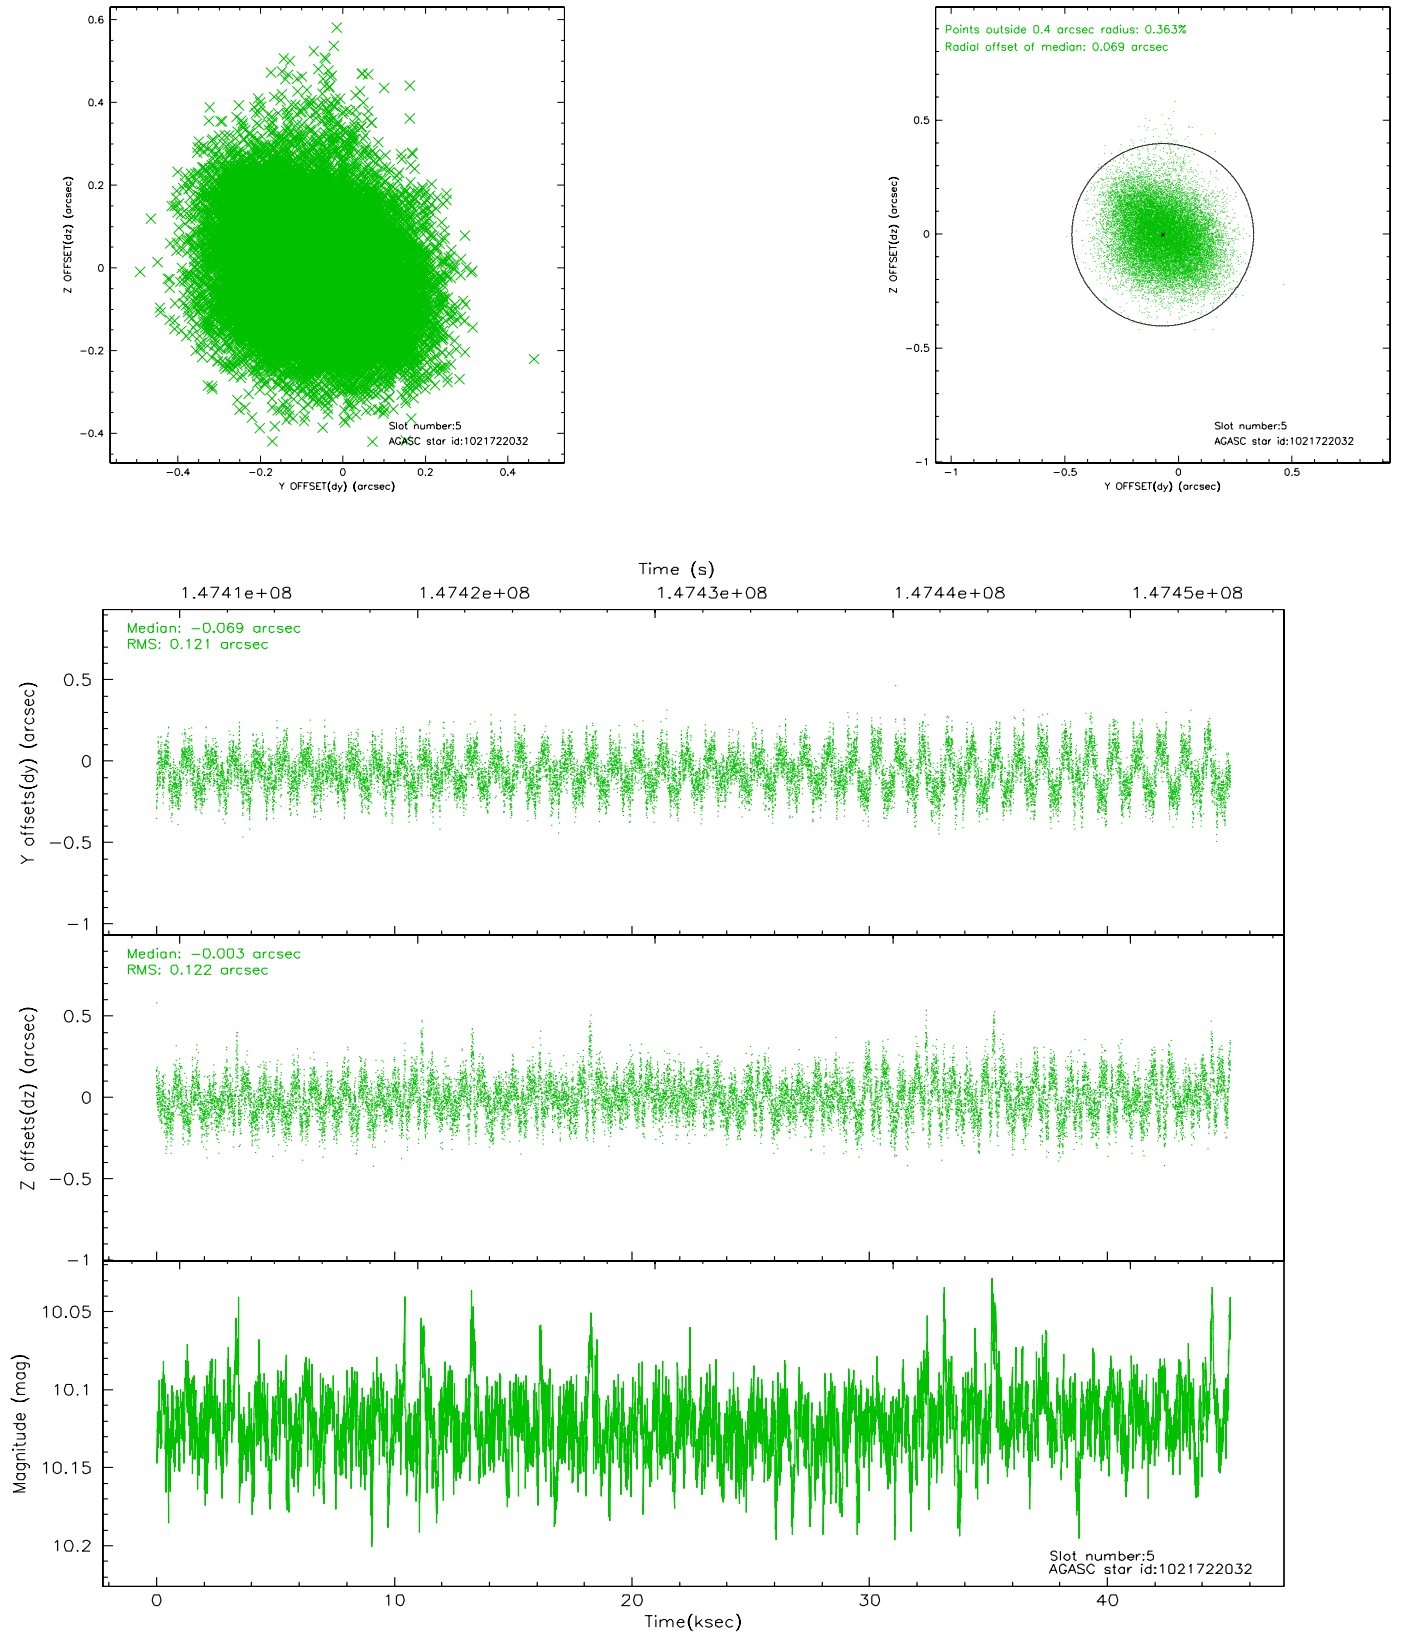 0.6
0.4
0.2
0
−0.2
−0.4
Z OFFSET(dz) (arcsec)
Slot number:5
AGASC star id:1021722032
−0.4 −0.2 0 0.2 0.4
Y OFFSET(dy) (arcsec)
Points outside 0.4 arcsec radius: 0.363%
Radial offset of median: 0.069 arcsec
0.5
0
−0.5
−1
Z OFFSET(dz) (arcsec)
Slot number:5
AGASC star id:1021722032
−1 −0.5 0 0.5
Y OFFSET(dy) (arcsec)
Time (s)
1.4741e+08 1.4742e+08 1.4743e+08 1.4744e+08 1.4745e+08
Median: −0.069 arcsec
RMS: 0.121 arcsec
0.5
0
−0.5
−1
Y offsets(dy) (arcsec)
Median: −0.003 arcsec
RMS: 0.122 arcsec
0.5
0
−0.5
−1
Z offsets(dz) (arcsec)
10.05
10.1
10.15
10.2
Magnitude (mag)
Slot number:5
AGASC star id:1021722032
0 10 20 30 40
Time(ksec)